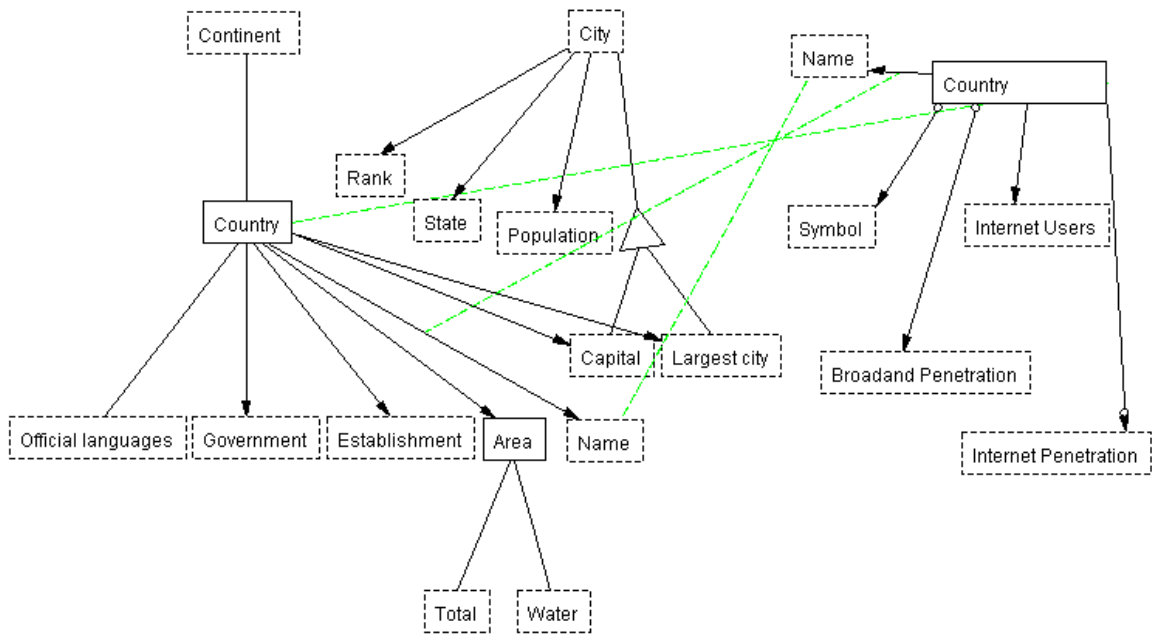 Continent
City
Name
Country
Rank
State
Population
Country
Symbol
Internet Users
Capital
Largest city
Broadand Penetration
Official languages
Government
Establishment
Area
Name
Internet Penetration
Total
Water